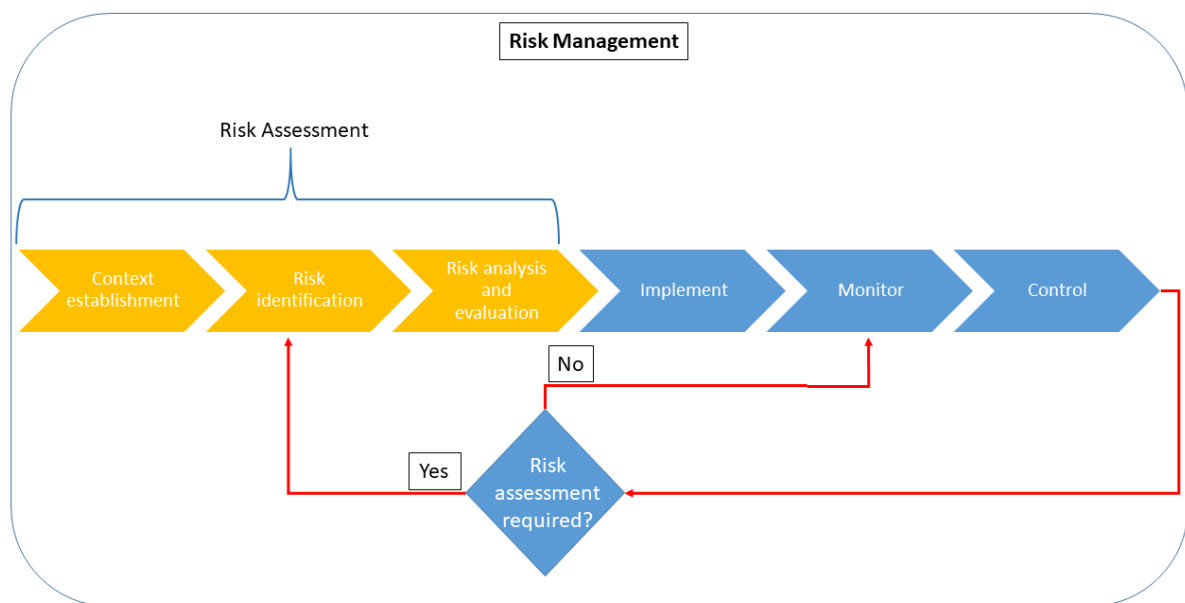 Risk Management
Risk Assessment
Context
establishment
Risk
identification
Risk analysis
and
evaluation
Implement
Monitor
Control
No
Yes
Risk
assessment
required?